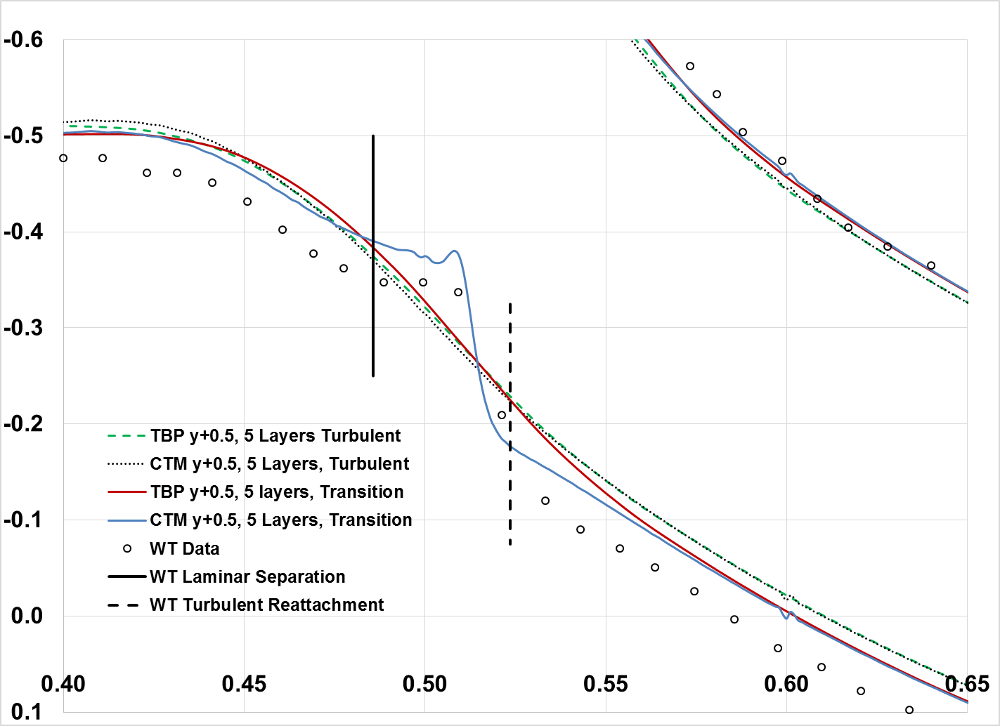 -0.6
-0.5
-0.4
-0.3
-0.2
TBP y+0.5, 5 Layers Turbulent
CTM y+0.5, 5 Layers, Turbulent
TBP y+0.5, 5 layers, Transition
-0.1
CTM y+0.5, 5 Layers, Transition
WT Data
WT Laminar Separation
WT Turbulent Reattachment
0.0
0.40 0.45 0.50 0.55 0.60 0.65
0.1